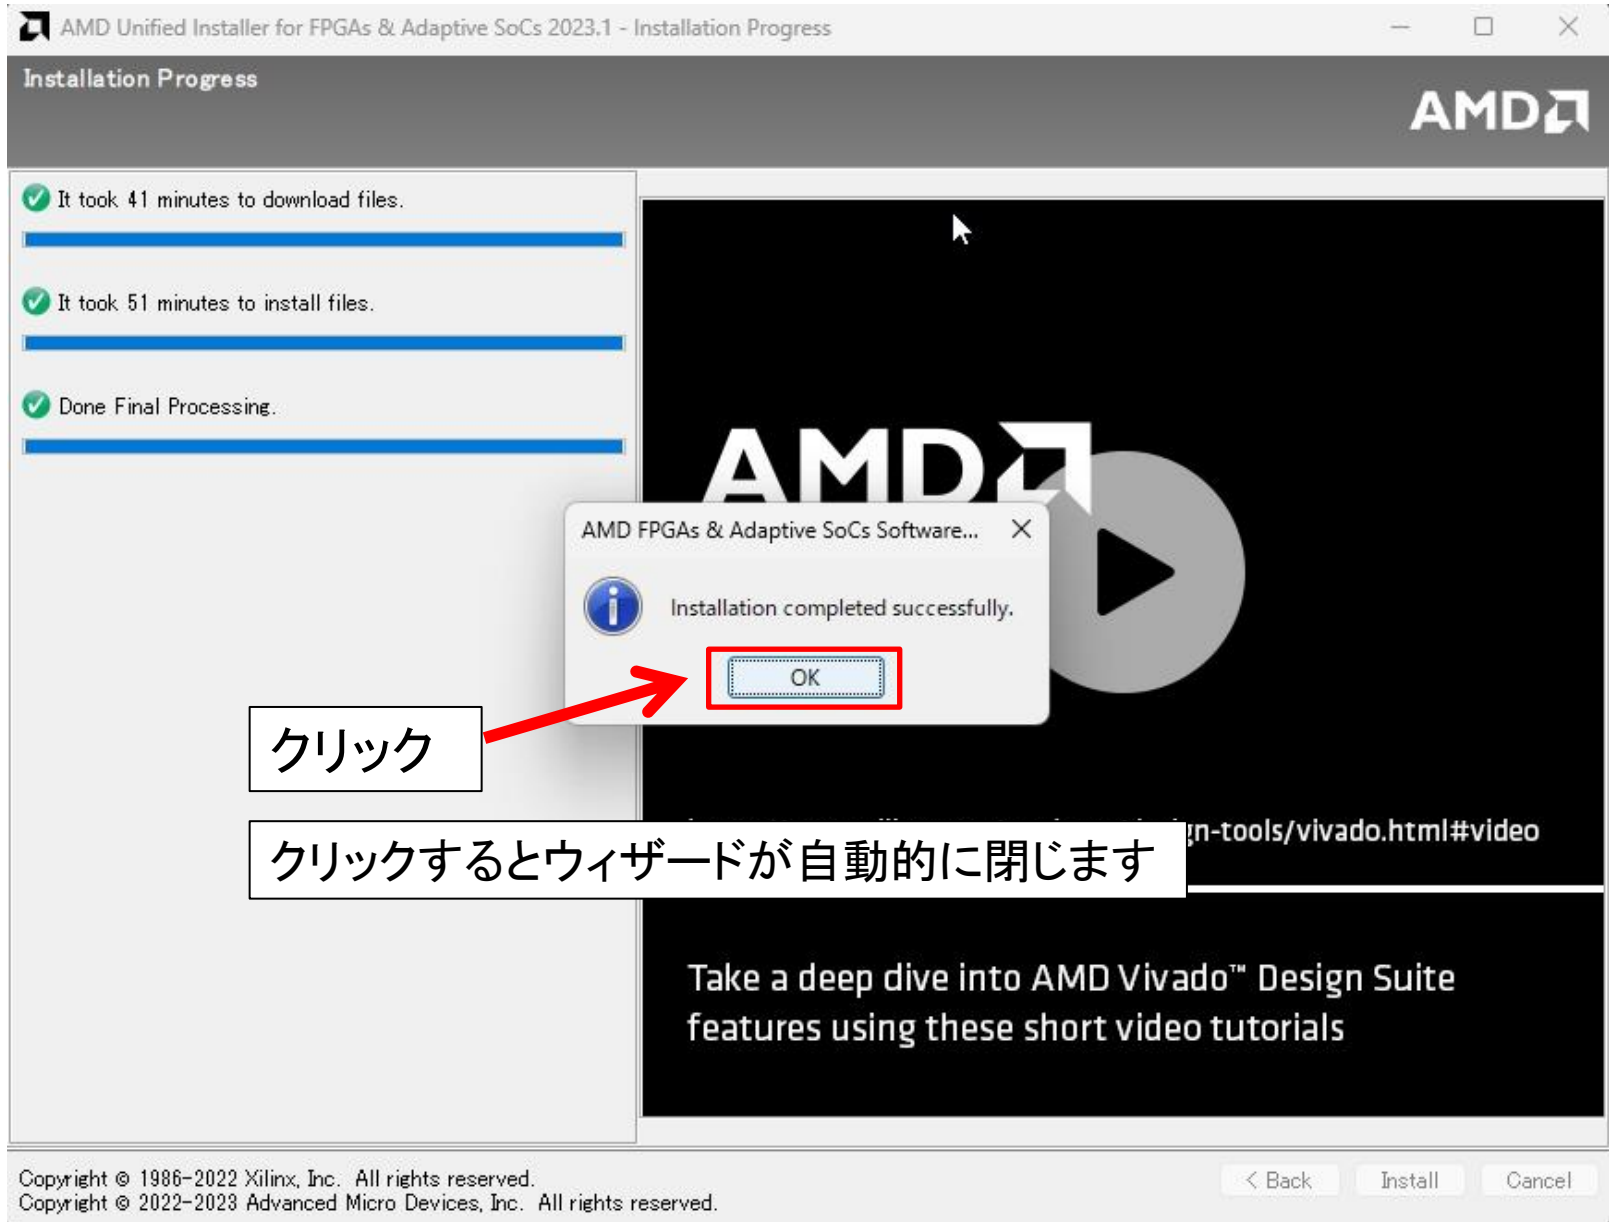 AMD Unified Installer for FPGAs & Adaptive SoCs 2023.1 - Installation Progress
Installation Progress
AMD
It took 41 minutes to download files.
It took 51 minutes to install files.
Done Final Processing.
AMD
AMD FPGAs & Adaptive SoCs Software...
Installation completed successfully.
OK
クリック
gn-tools/vivado.html#video
クリックするとウィザードが自動的に閉じます
Take a deep dive into AMD Vivado™ Design Suite
features using these short video tutorials
Copyright © 1986-2022 Xilinx, Inc. All rights reserved.
Copyright © 2022-2023 Advanced Micro Devices, Inc. All rights reserved.
< Back Install Cancel